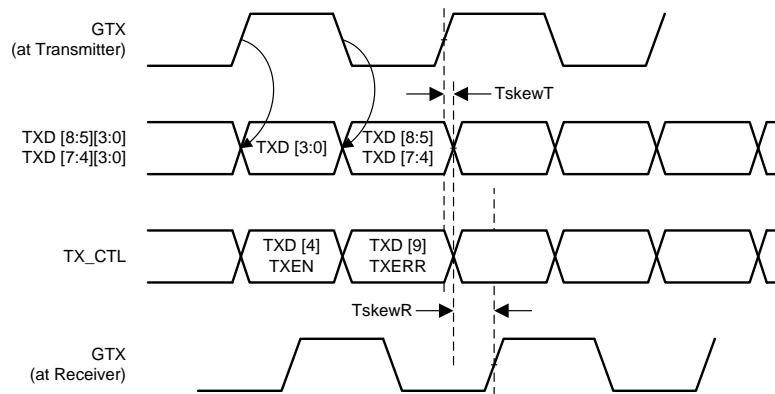 GTX
(at Transmitter)
TskewT
TXD [8:5][3:0]
TXD [7:4][3:0]
TXD [3:0]
TXD [8:5]
TXD [7:4]
TX_CTL
TXD [4]
TXEN
TXD [9]
TXERR
TskewR
GTX
(at Receiver)